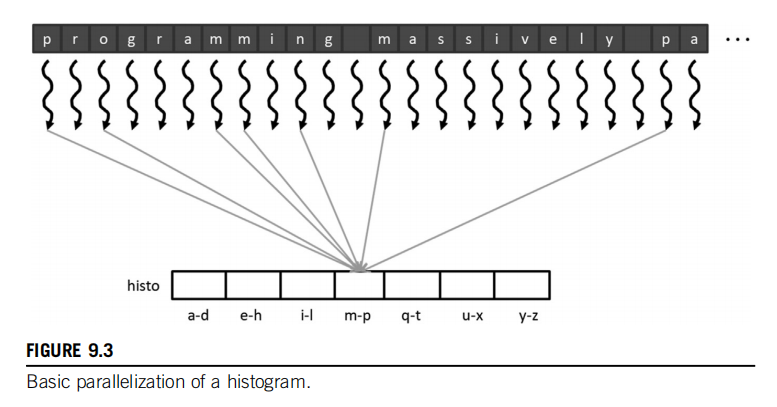 p r o g r a m m i n g m a s s i v e l y p a ...
histo
a-d e-h i-l m-p q-t u-x y-z
FIGURE 9.3
Basic parallelization of a histogram.